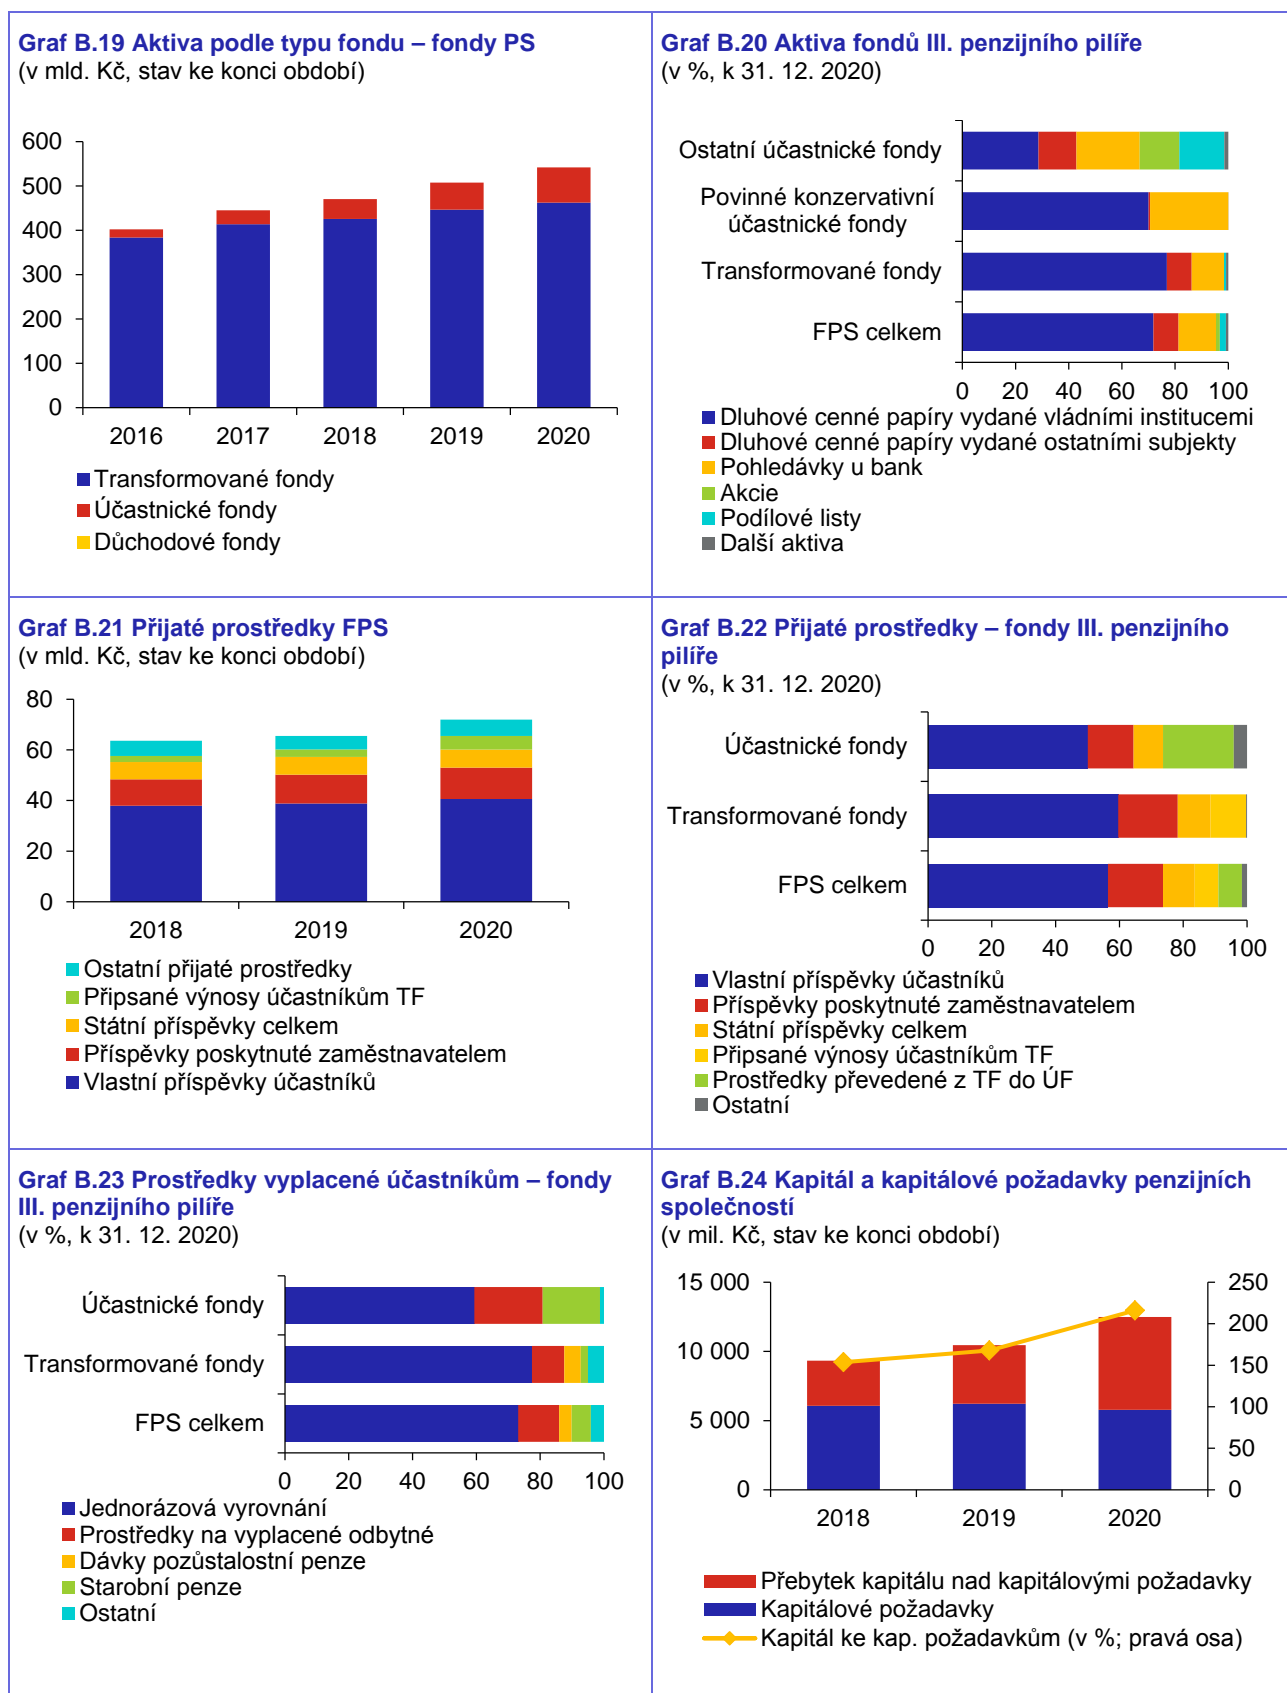 Graf B.19 Aktiva podle typu fondu – fondy PS
(v mld. Kč, stav ke konci období)
600
500
400
300
200
100
0
2016 2017 2018 2019 2020
Transformované fondy
Účastnické fondy
Důchodové fondy
Graf B.20 Aktiva fondů III. penzijního pilíře
(v %, k 31. 12. 2020)
Ostatní účastnické fondy
Povinné konzervativní
účastnické fondy
Transformované fondy
FPS celkem
0 20 40 60 80 100
Dluhové cenné papíry vydané vládními institucemi
Dluhové cenné papíry vydané ostatními subjekty
Pohledávky u bank
Akcie
Podílové listy
Další aktiva
Graf B.21 Přijaté prostředky FPS
(v mld. Kč, stav ke konci období)
80
60
40
20
0
2018 2019 2020
Ostatní přijaté prostředky
Připsané výnosy účastníkům TF
Státní příspěvky celkem
Příspěvky poskytnuté zaměstnavatelem
Vlastní příspěvky účastníků
Graf B.22 Přijaté prostředky – fondy III. penzijního
pilíře
(v %, k 31. 12. 2020)
Účastnické fondy
Transformované fondy
FPS celkem
0 20 40 60 80 100
Vlastní příspěvky účastníků
Příspěvky poskytnuté zaměstnavatelem
Státní příspěvky celkem
Připsané výnosy účastníkům TF
Prostředky převedené z TF do ÚF
Ostatní
Graf B.23 Prostředky vyplacené účastníkům – fondy
III. penzijního pilíře
(v %, k 31. 12. 2020)
Účastnické fondy
Transformované fondy
FPS celkem
0 20 40 60 80 100
Jednorázová vyrovnání
Prostředky na vyplacené odbytné
Dávky pozůstalostní penze
Starobní penze
Ostatní
Graf B.24 Kapitál a kapitálové požadavky penzijních
společností
(v mil. Kč, stav ke konci období)
15 000 250
200
10 000 150
5 000 100
50
0 0
2018 2019 2020
Přebytek kapitálu nad kapitálovými požadavky
Kapitálové požadavky
Kapitál ke kap. požadavkům (v %; pravá osa)